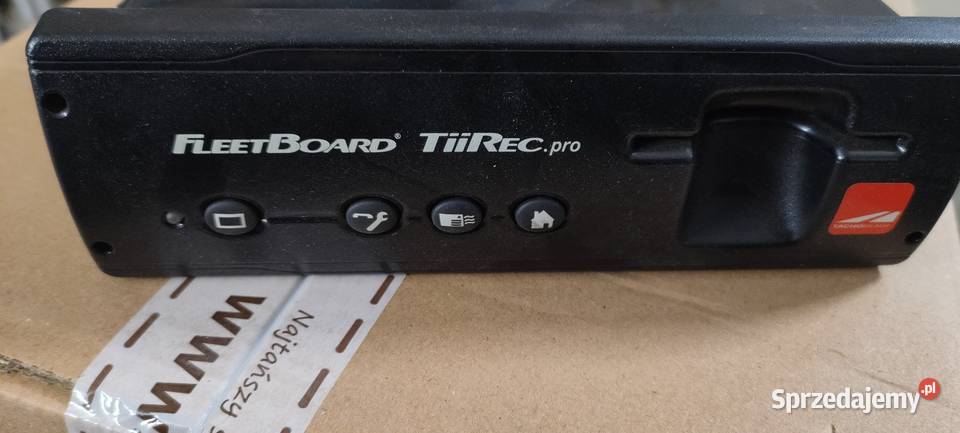 FLEETBOARD® TiiREC.pro
www
Najtańszy
Sprzedajemy.pl